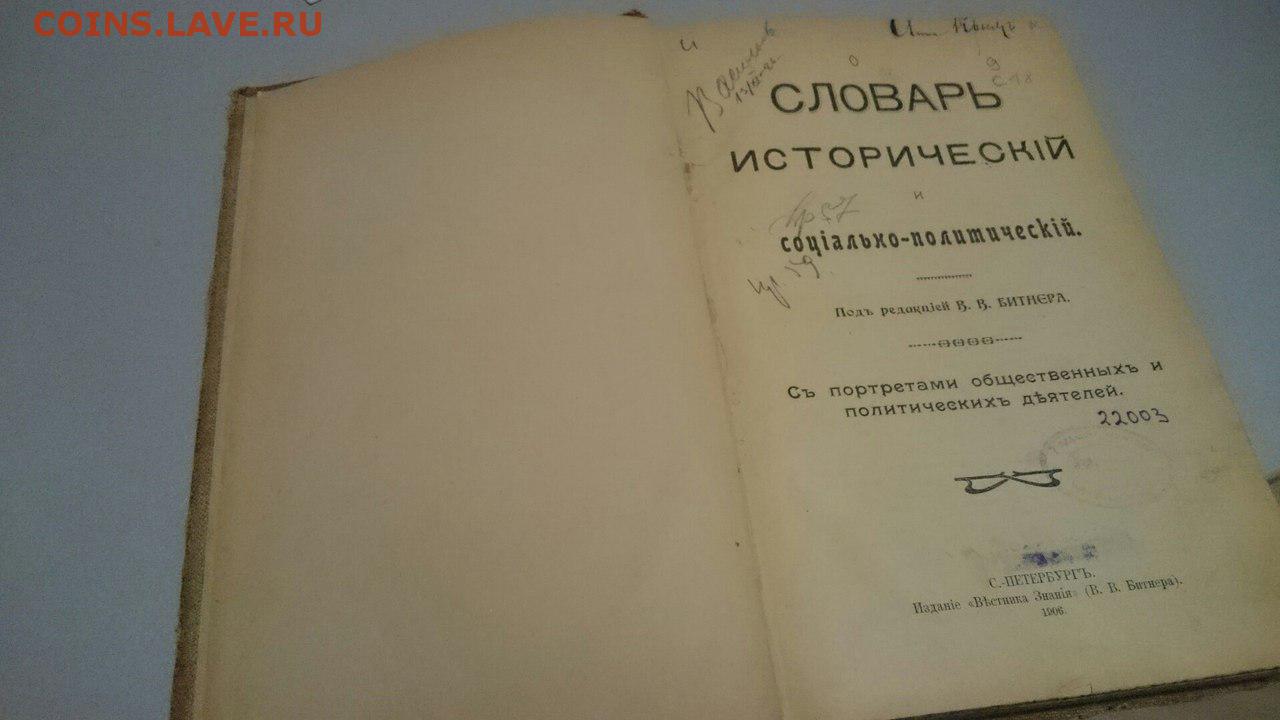 COINS.LAVE.RU
СЛОВАРЬ
ИСТОРИЧЕСКІЙ
и
соціально-политическій.
Подъ редакціей В. В. БИТНЕРА.
Съ портретами общественныхъ и
политическихъ дѣятелей.
22003
С.-ПЕТЕРБУРГЪ.
Изданіе «Вѣстника Знанія» (В. В. Битнера).
1906.